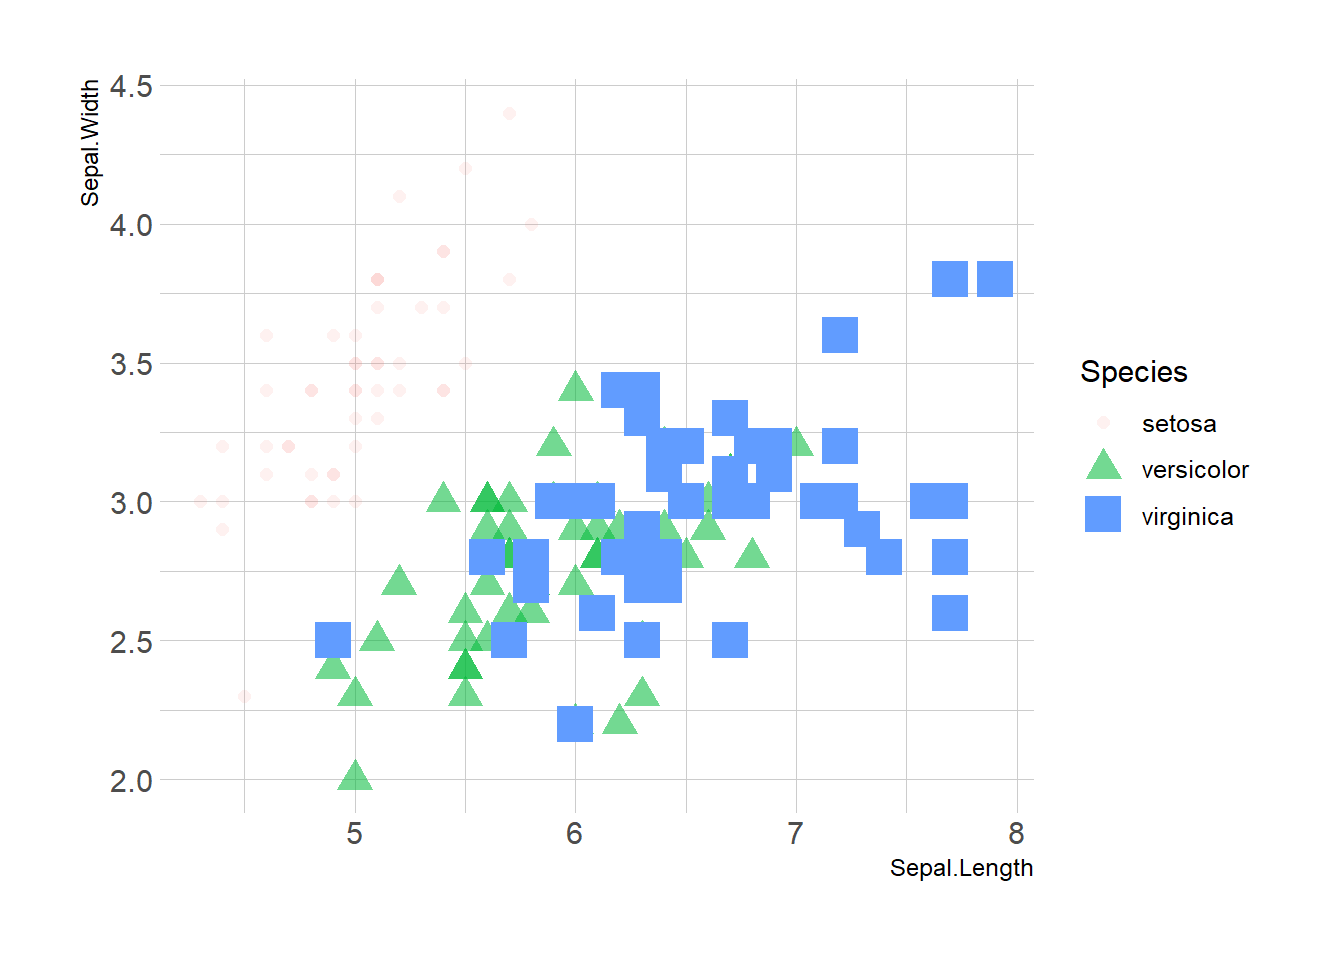 Sepal.Width
4.5
4.0
3.5
3.0
2.5
2.0
5 6 7 8
Sepal.Length
Species
setosa
versicolor
virginica